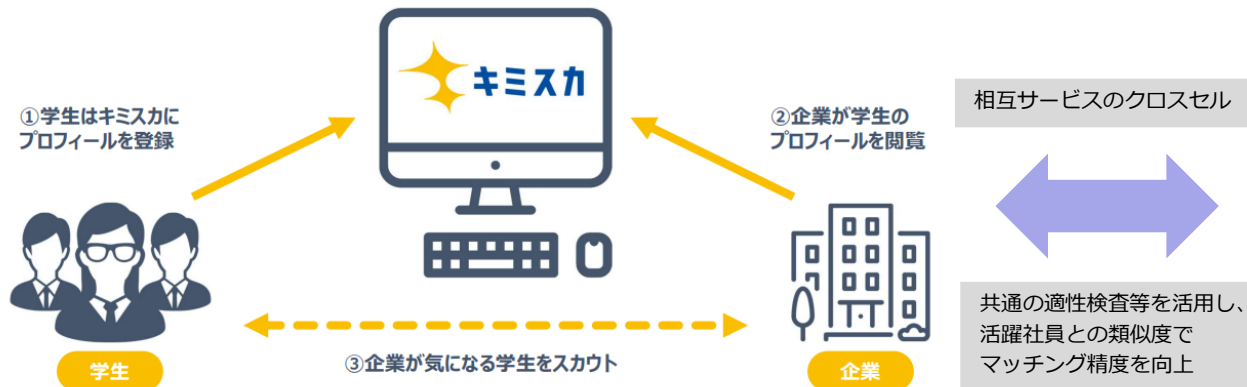 キミスカ
①学生はキミスカに
プロフィールを登録
②企業が学生の
プロフィールを閲覧
相互サービスのクロスセル
③企業が気になる学生をスカウト
学生
企業
共通の適性検査等を活用し、
活躍社員との類似度で
マッチング精度を向上